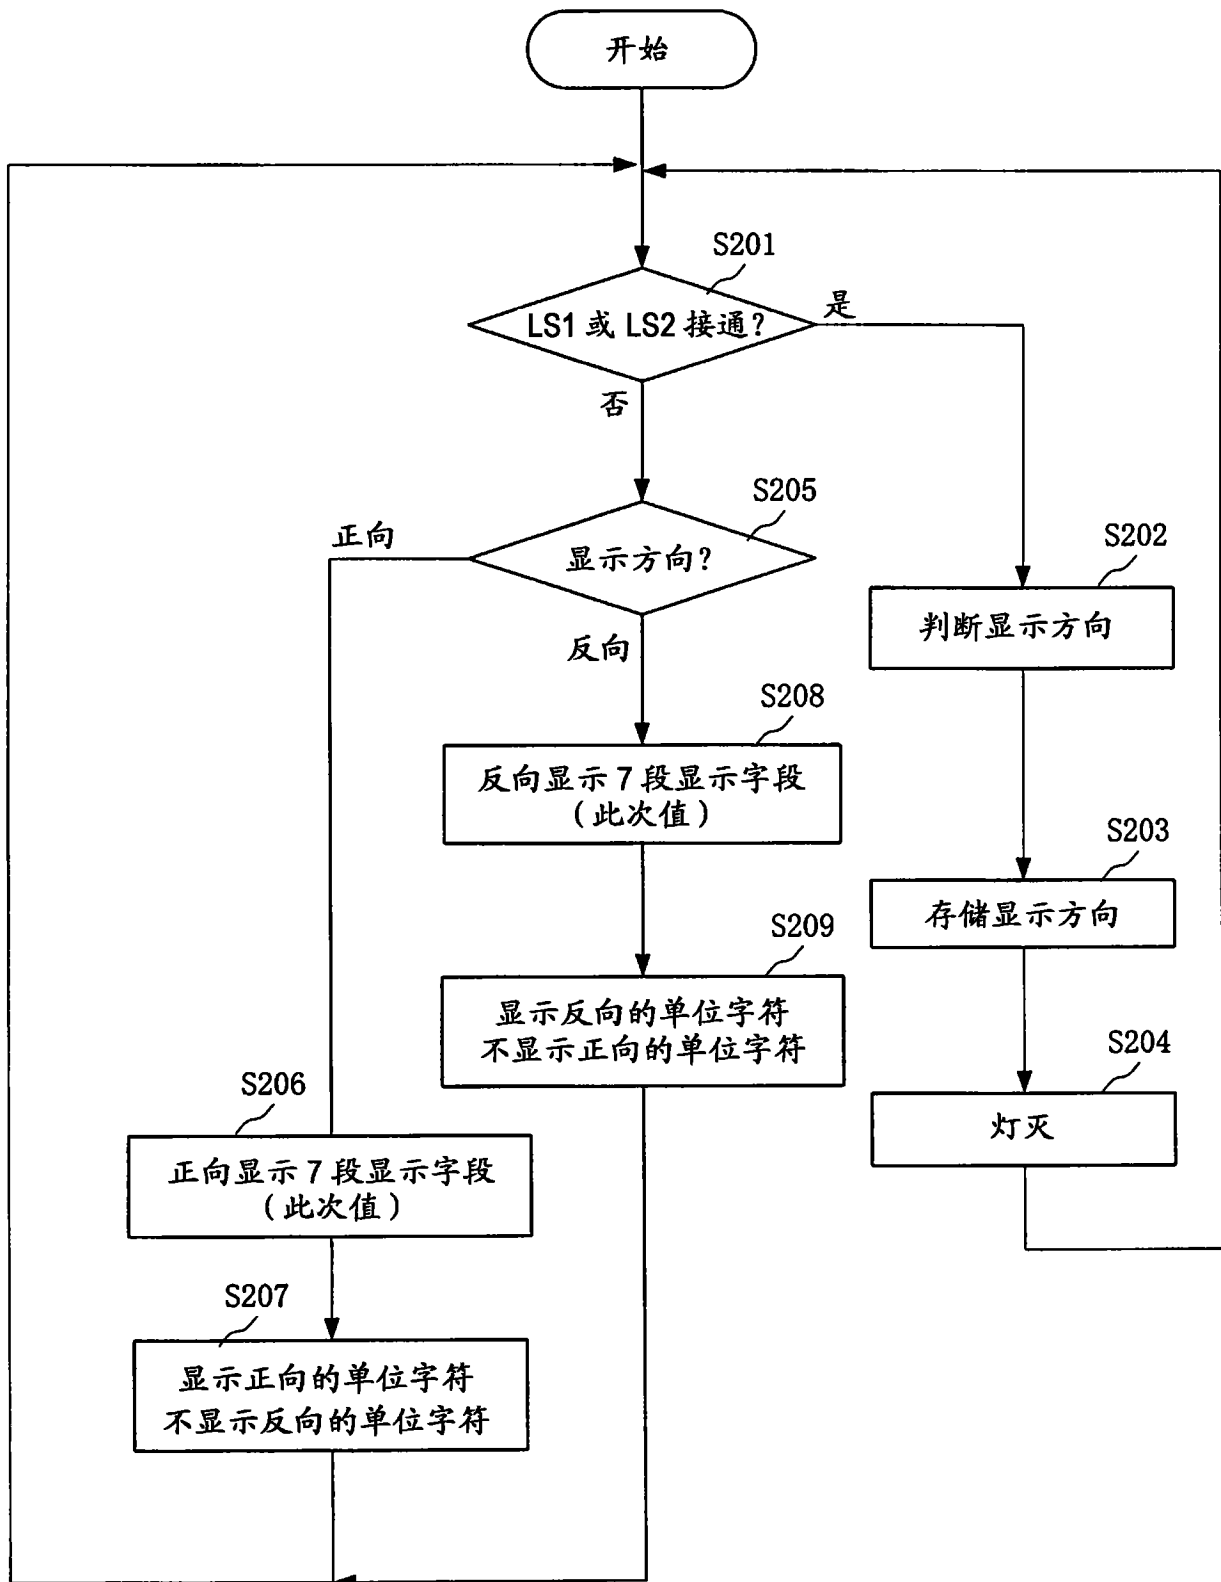 开始
S201
LS1 或 LS2 接通?
是
否
S205
正向
显示方向?
S202
判断显示方向
反向
S208
反向显示 7 段显示字段
(此次值)
S203
存储显示方向
S209
显示反向的单位字符
不显示正向的单位字符
S204
灯灭
S206
正向显示 7 段显示字段
(此次值)
S207
显示正向的单位字符
不显示反向的单位字符